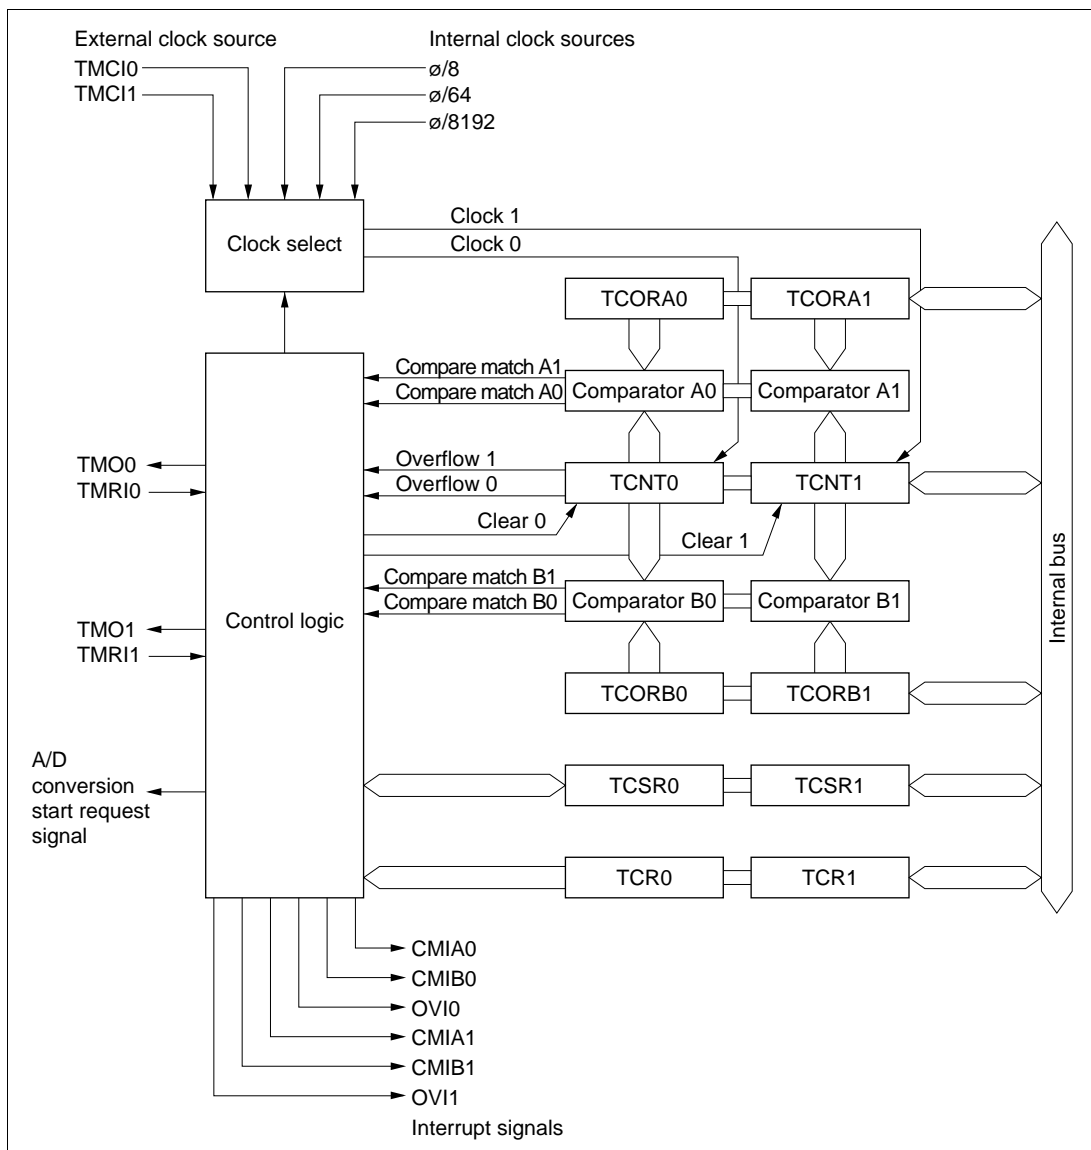 External clock source
Internal clock sources
TMCI0
TMCI1
ø/8
ø/64
ø/8192
Clock select
Clock 1
Clock 0
TCORA0
TCORA1
Compare match A1
Compare match A0
Comparator A0
Comparator A1
TMO0
TMRI0
Overflow 1
Overflow 0
TCNT0
TCNT1
Clear 0
Clear 1
Internal bus
Compare match B1
Compare match B0
Comparator B0
Comparator B1
Control logic
TMO1
TMRI1
TCORB0
TCORB1
A/D
conversion
start request
signal
TCSR0
TCSR1
TCR0
TCR1
CMIA0
CMIB0
OVI0
CMIA1
CMIB1
OVI1
Interrupt signals